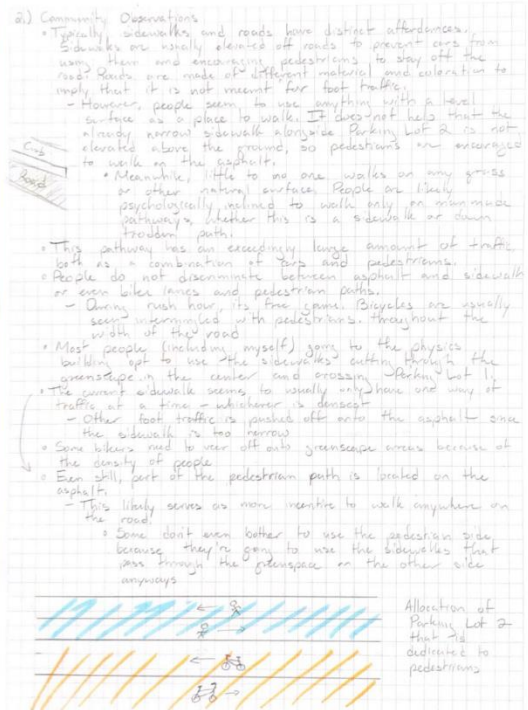 2.) Community Observations
• Typically, sidewalks and roads have distinct affordances.
Sidewalks are usually elevated off roads to prevent cars from
using them and encouraging pedestrians to stay off the
road. Roads are made of different material and coloration to
imply that it is not meant for foot traffic.
- However, people seem to use anything with a level
surface as a place to walk. It does not help that the
already narrow sidewalk alongside Parking Lot 2 is not
elevated above the ground, so pedestrians are encouraged
to walk on the asphalt.
Road
• Meanwhile, little to no one walks on any grass
or other natural surface. People are likely
psychologically inclined to walk only on man made
pathways, whether this is a sidewalk or down
trodden path.
• This pathway has an exceedingly large amount of traffic,
both as a combination of cars and pedestrians.
• People do not discriminate between asphalt and sidewalk
or even bike lanes and pedestrian paths.
- During rush hour, its free game. Bicycles are usually
seen intermingled with pedestrians throughout the
width of the road
• Most people (including myself) going to the physics
building opt to use the sidewalks cutting through the
greenscape in the center and crossing Parking Lot 1,
• The current sidewalk seems to usually only have one way of
traffic at a time - whichever is densest
- Other foot traffic is pushed off onto the asphalt since
the sidewalk is too narrow
• Some bikers need to veer off onto greenscape areas because of
the density of people
• Even still, part of the pedestrian path is located on the
asphalt.
- This likely serves as more incentive to walk anywhere on
the road.
• Some don't even bother to use the pedestian side
because they're going to use the sidewalks that
pass through the greenspace on the other side
anyways
Allocation of
Parking Lot 2
that is
dedicated to
pedestrians